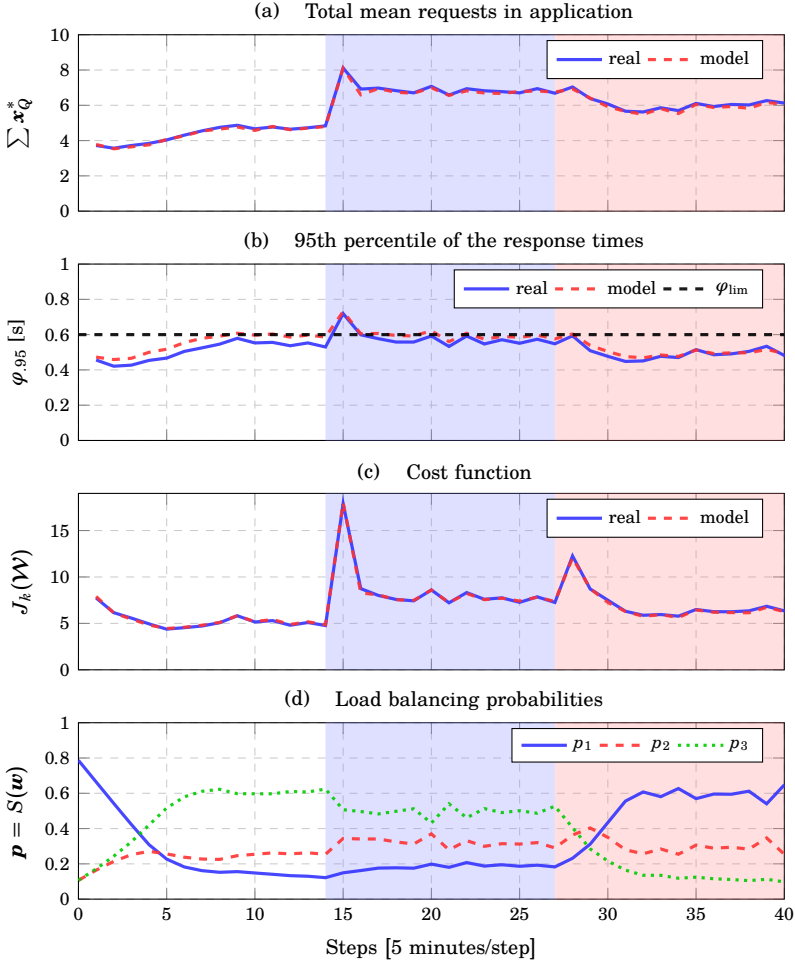 (a) Total mean requests in application
10
8
6
4
2
0
∑ x*_Q
real model
(b) 95th percentile of the response times
1
0.8
0.6
0.4
0.2
0
φ.95 [s]
real model φlim
(c) Cost function
15
10
5
0
J_k(𝒲)
real model
(d) Load balancing probabilities
1
0.8
0.6
0.4
0.2
0
p = S(w)
p1 p2 p3
0 5 10 15 20 25 30 35 40
Steps [5 minutes/step]